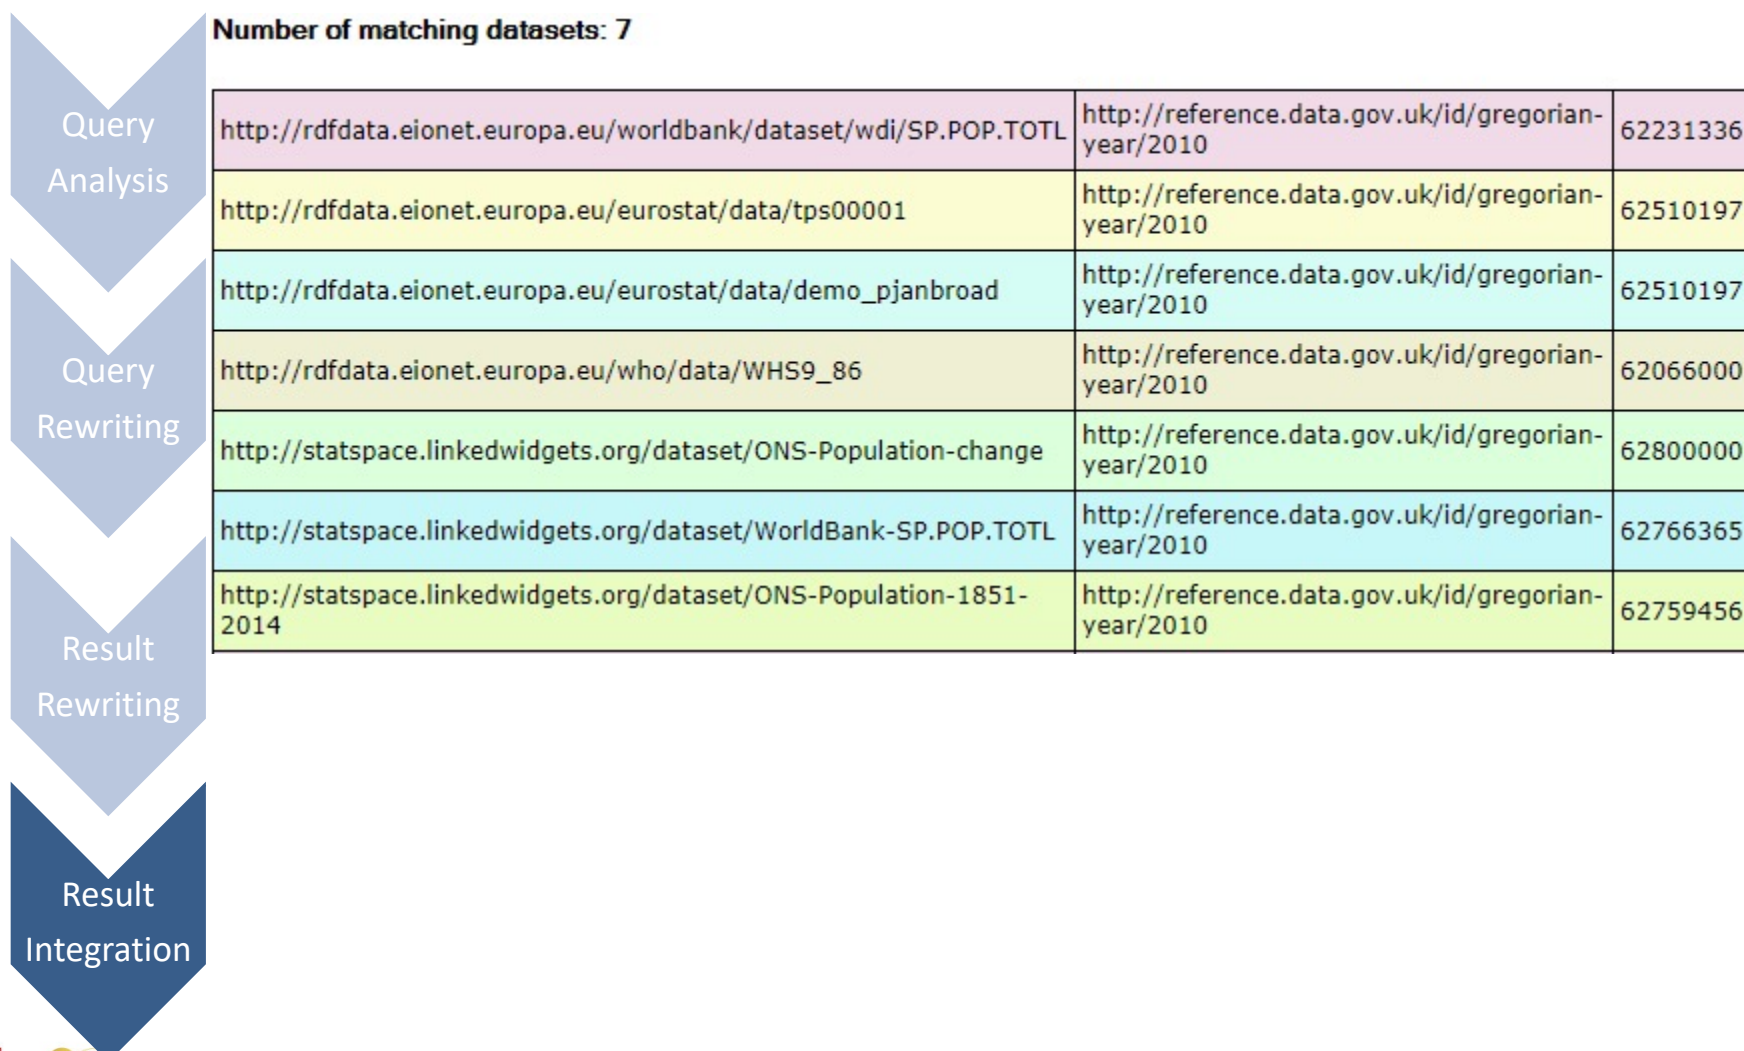 Number of matching datasets: 7
Query
Analysis
Query
Rewriting
Result
Rewriting
Result
Integration
http://rdfdata.eionet.europa.eu/worldbank/dataset/wdi/SP.POP.TOTL
http://reference.data.gov.uk/id/gregorian-
year/2010
62231336
http://rdfdata.eionet.europa.eu/eurostat/data/tps00001
http://reference.data.gov.uk/id/gregorian-
year/2010
62510197
http://rdfdata.eionet.europa.eu/eurostat/data/demo_pjanbroad
http://reference.data.gov.uk/id/gregorian-
year/2010
62510197
http://rdfdata.eionet.europa.eu/who/data/WHS9_86
http://reference.data.gov.uk/id/gregorian-
year/2010
62066000
http://statspace.linkedwidgets.org/dataset/ONS-Population-change
http://reference.data.gov.uk/id/gregorian-
year/2010
62800000
http://statspace.linkedwidgets.org/dataset/WorldBank-SP.POP.TOTL
http://reference.data.gov.uk/id/gregorian-
year/2010
62766365
http://statspace.linkedwidgets.org/dataset/ONS-Population-1851-
2014
http://reference.data.gov.uk/id/gregorian-
year/2010
62759456